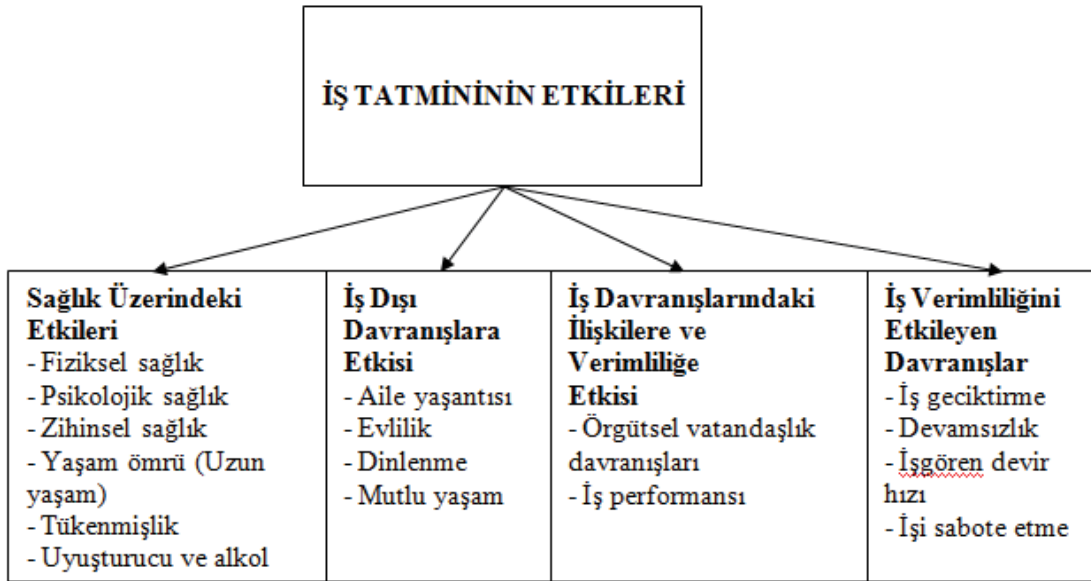 İŞ TATMİNİNİN ETKİLERİ
Sağlık Üzerindeki
Etkileri
- Fiziksel sağlık
- Psikolojik sağlık
- Zihinsel sağlık
- Yaşam ömrü (Uzun
yaşam)
- Tükenmişlik
- Uyuşturucu ve alkol
İş Dışı
Davranışlara
Etkisi
- Aile yaşantısı
- Evlilik
- Dinlenme
- Mutlu yaşam
İş Davranışlarındaki
İlişkilere ve
Verimliliğe
Etkisi
- Örgütsel vatandaşlık
davranışları
- İş performansı
İş Verimliliğini
Etkileyen
Davranışlar
- İş geciktirme
- Devamsızlık
- İşgören devir
hızı
- İşi sabote etme